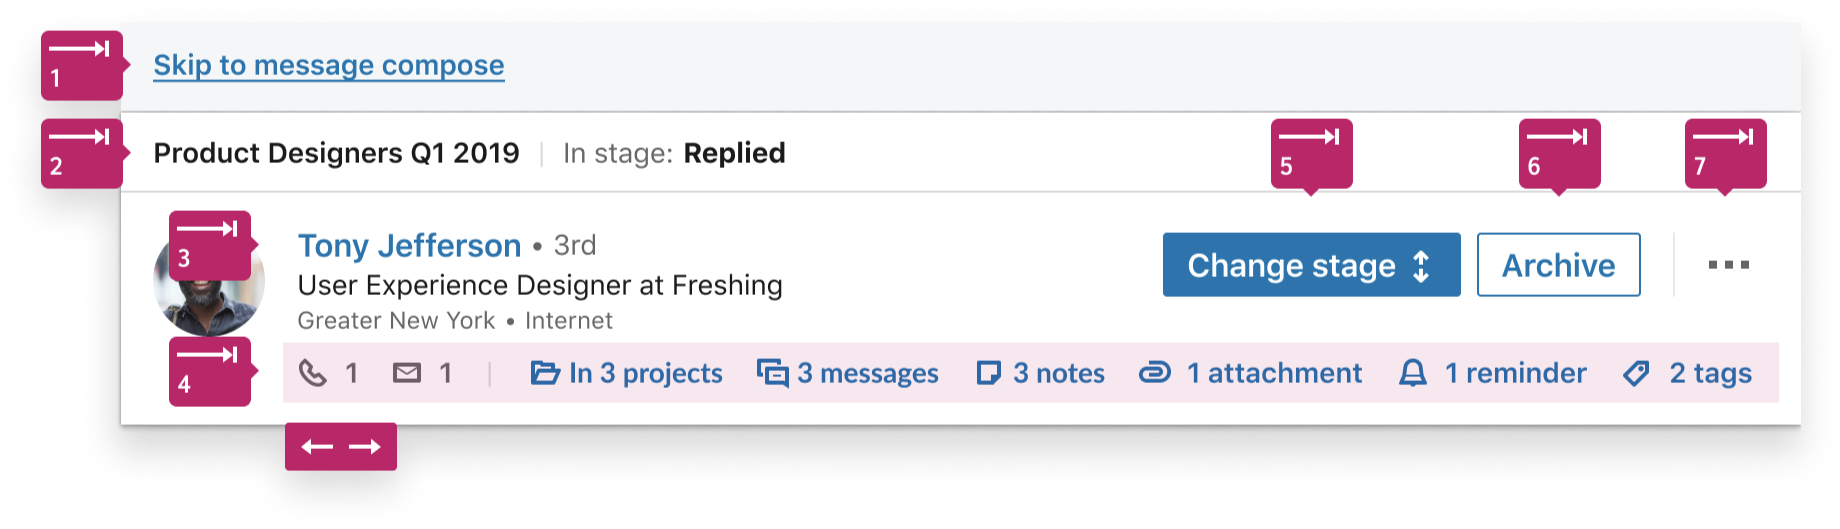 1
Skip to message compose
2
Product Designers Q1 2019 | In stage: Replied
5
6
7
3
Tony Jefferson • 3rd
User Experience Designer at Freshing
Greater New York • Internet
Change stage
Archive
4
1 1 | In 3 projects 3 messages 3 notes 1 attachment 1 reminder 2 tags